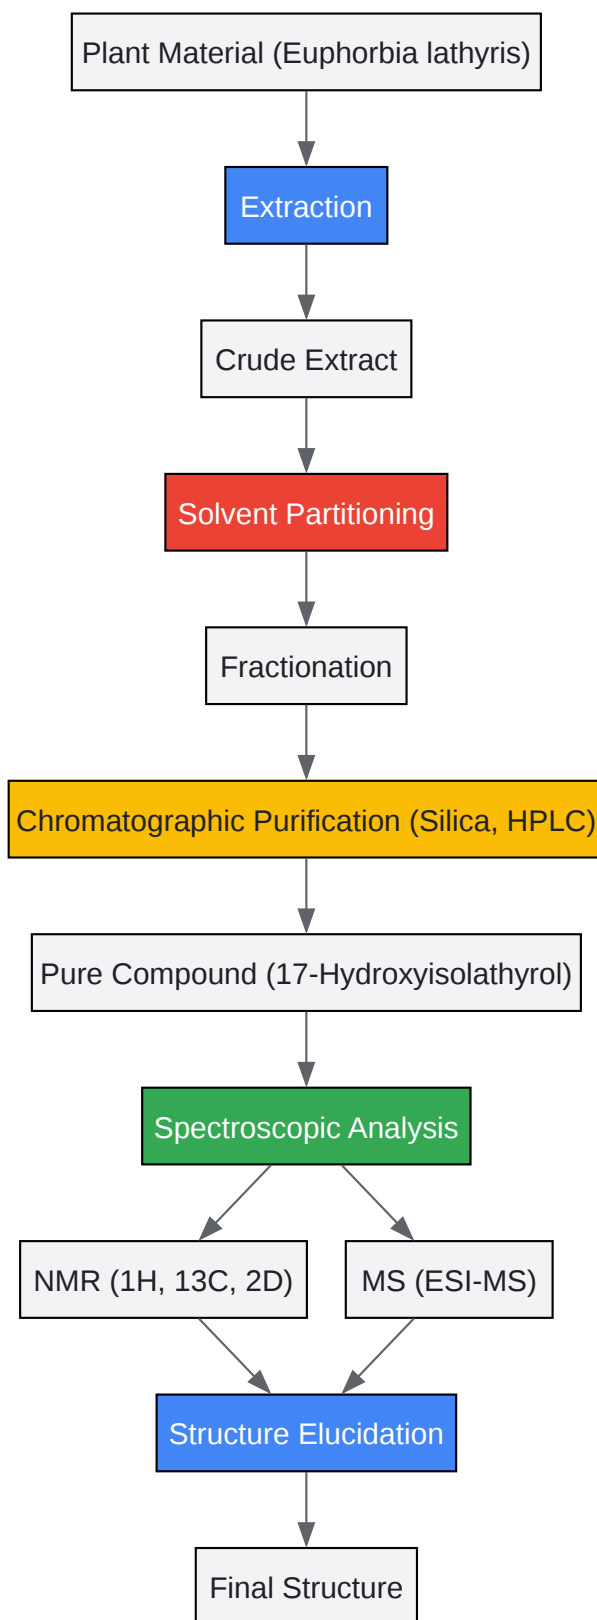 Plant Material (Euphorbia lathyris)
Extraction
Crude Extract
Solvent Partitioning
Fractionation
Chromatographic Purification (Silica, HPLC)
Pure Compound (17-Hydroxyisolathyrol)
Spectroscopic Analysis
NMR (1H, 13C, 2D)
MS (ESI-MS)
Structure Elucidation
Final Structure